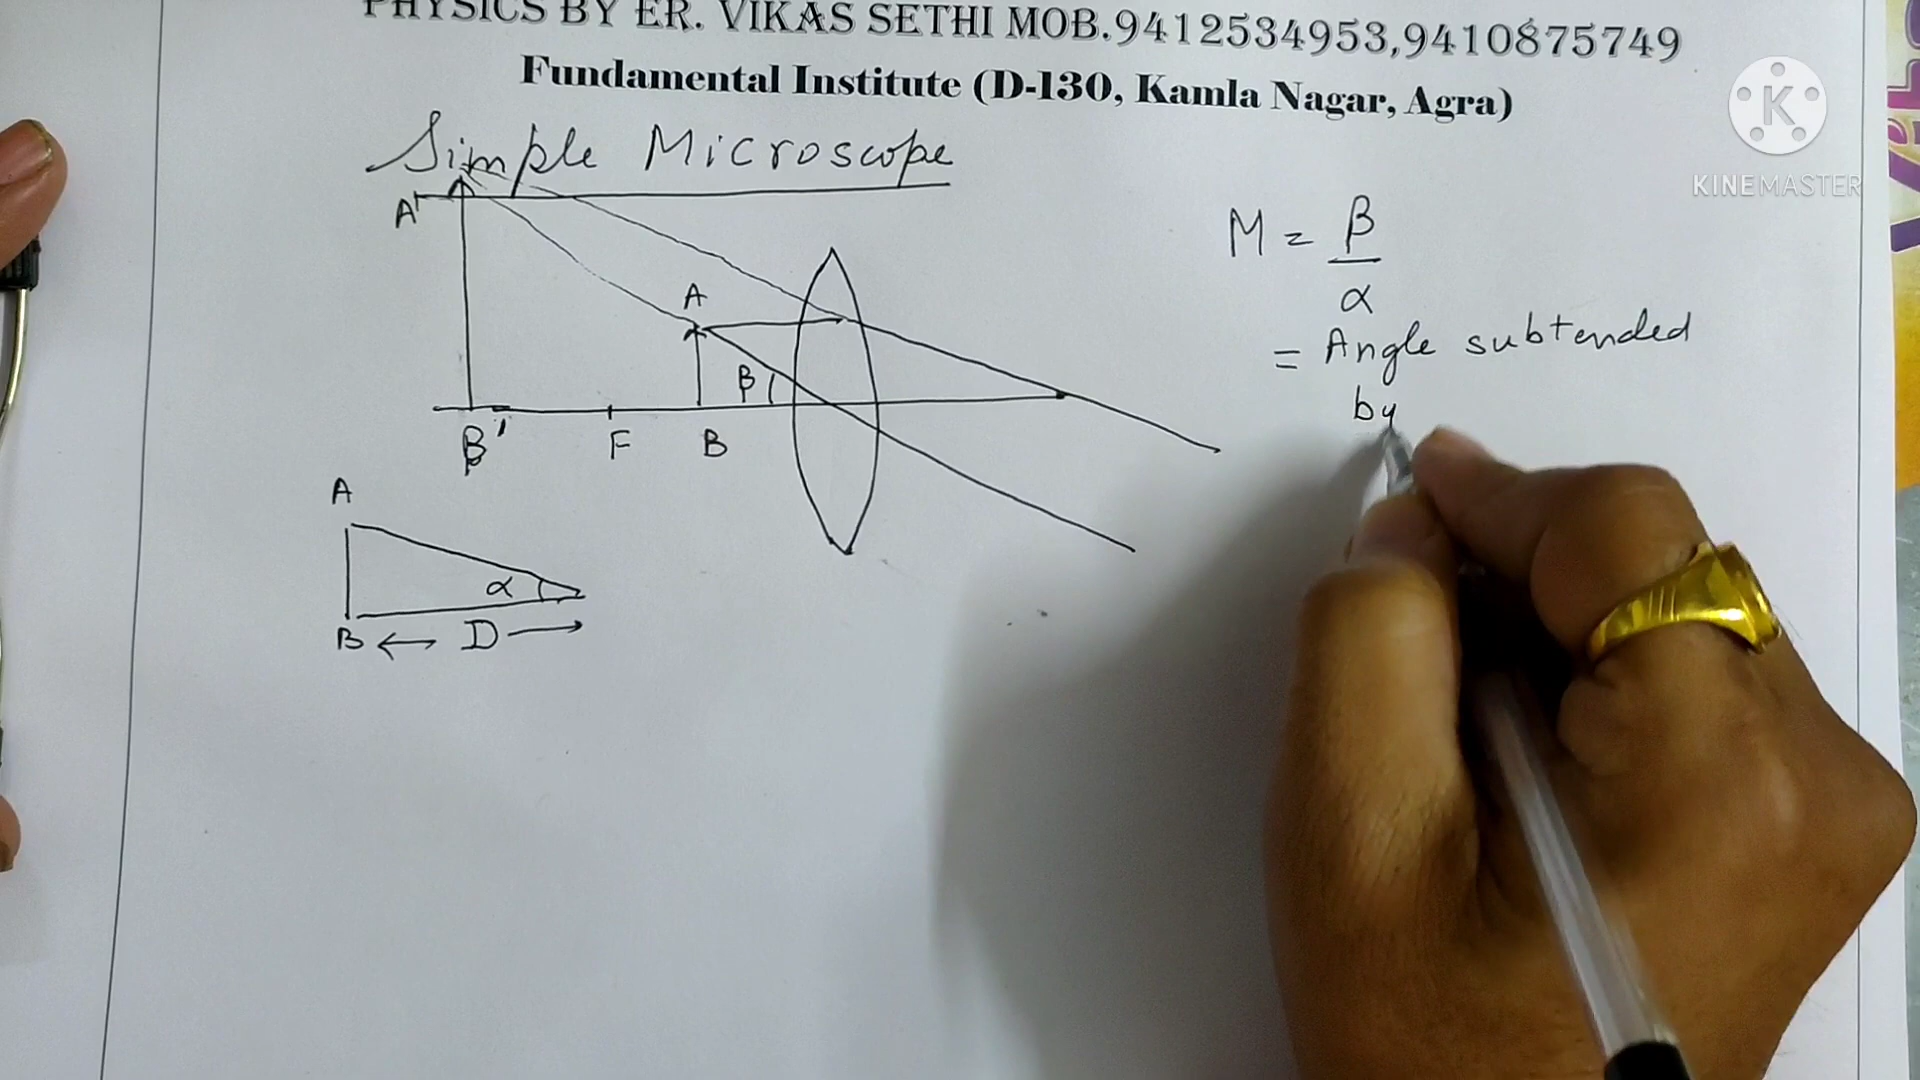 PHYSICS BY ER. VIKAS SETHI MOB.9412534953,9410875749
Fundamental Institute (D-130, Kamla Nagar, Agra)
K
KINEMASTER
Simple Microscope
A'
A
β
B'
F
B
M = β
α
= Angle subtended
by
A
α
B ← D →